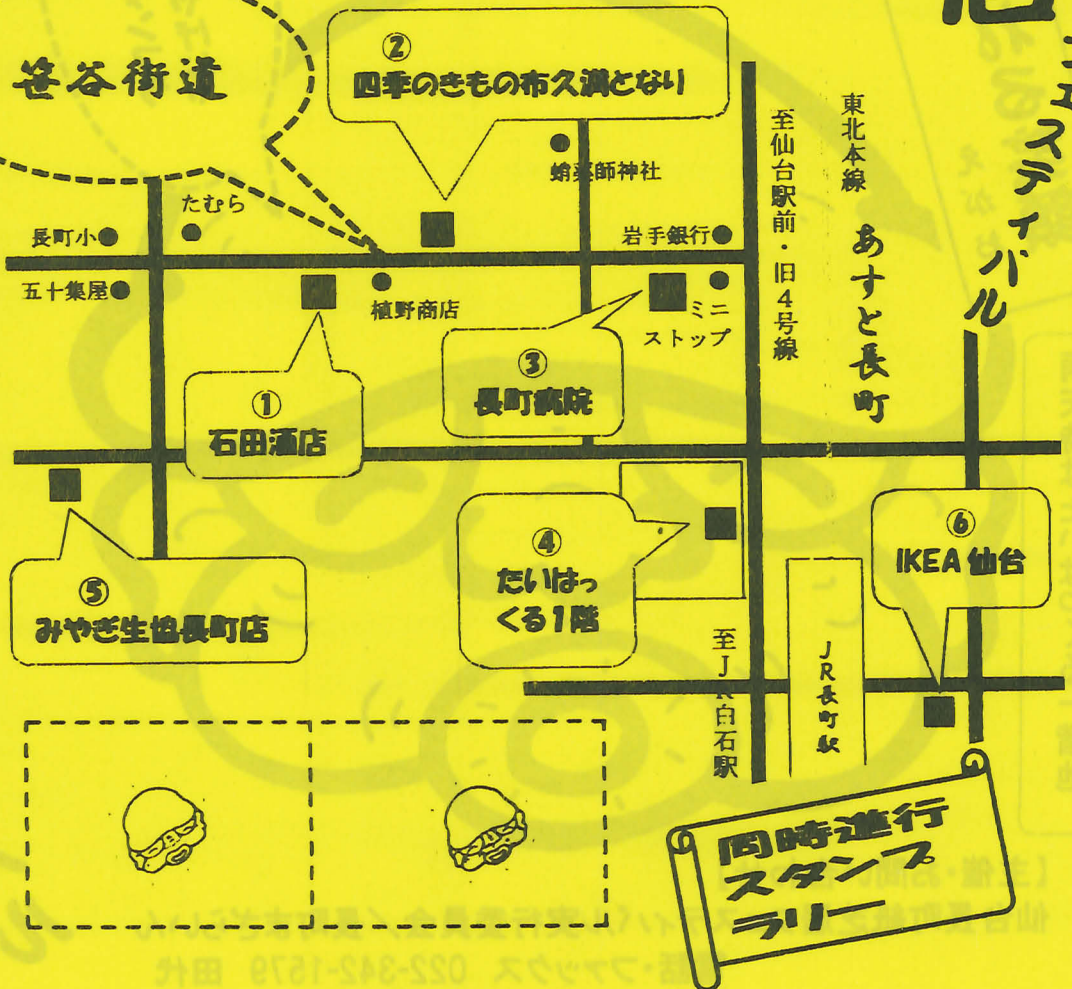 笹谷街道
②
四季のきもの布久満となり
フェスティバル
東北本線
あすと長町
至仙台駅前・旧4号線
蛸薬師神社
たむら
長町小
岩手銀行
五十集屋
植野商店
ミニ
ストップ
③
長町病院
①
石田酒店
④
たいはっ
くる1階
⑥
IKEA 仙台
⑤
みやぎ生協長町店
至JR白石駅
JR長町駅
同時進行
スタンプ
ラリー